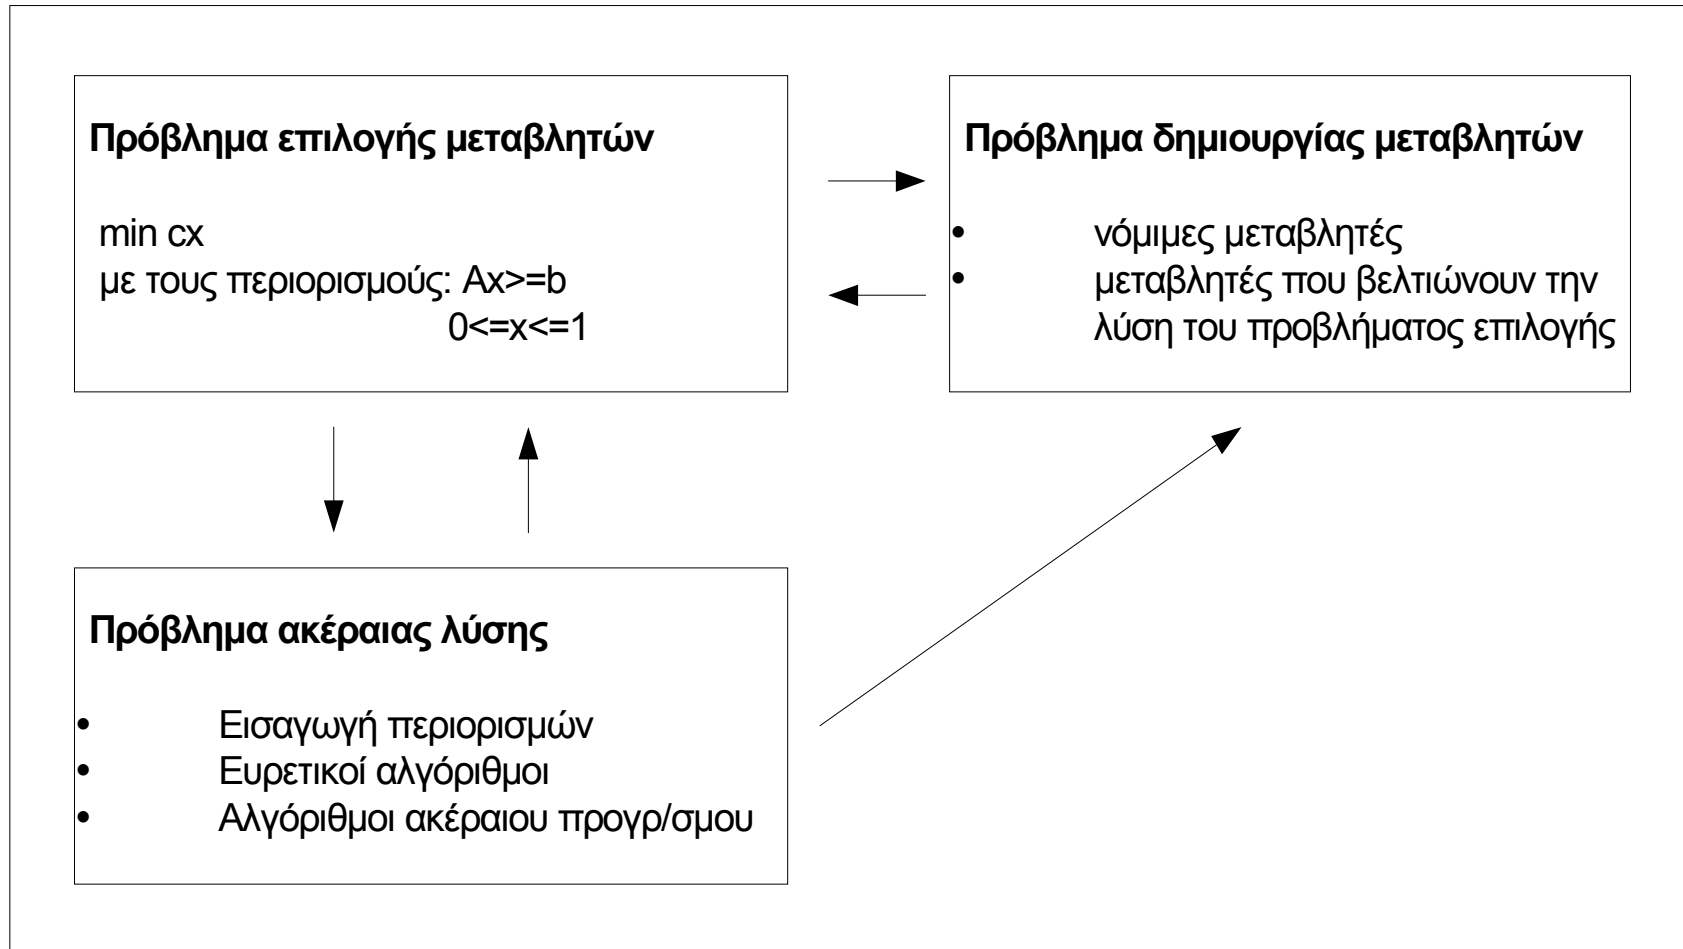 Πρόβλημα επιλογής μεταβλητών
min cx
με τους περιορισμούς: Ax>=b
0<=x<=1
Πρόβλημα δημιουργίας μεταβλητών
• νόμιμες μεταβλητές
• μεταβλητές που βελτιώνουν την
λύση του προβλήματος επιλογής
Πρόβλημα ακέραιας λύσης
• Εισαγωγή περιορισμών
• Ευρετικοί αλγόριθμοι
• Αλγόριθμοι ακέραιου προγρ/σμου